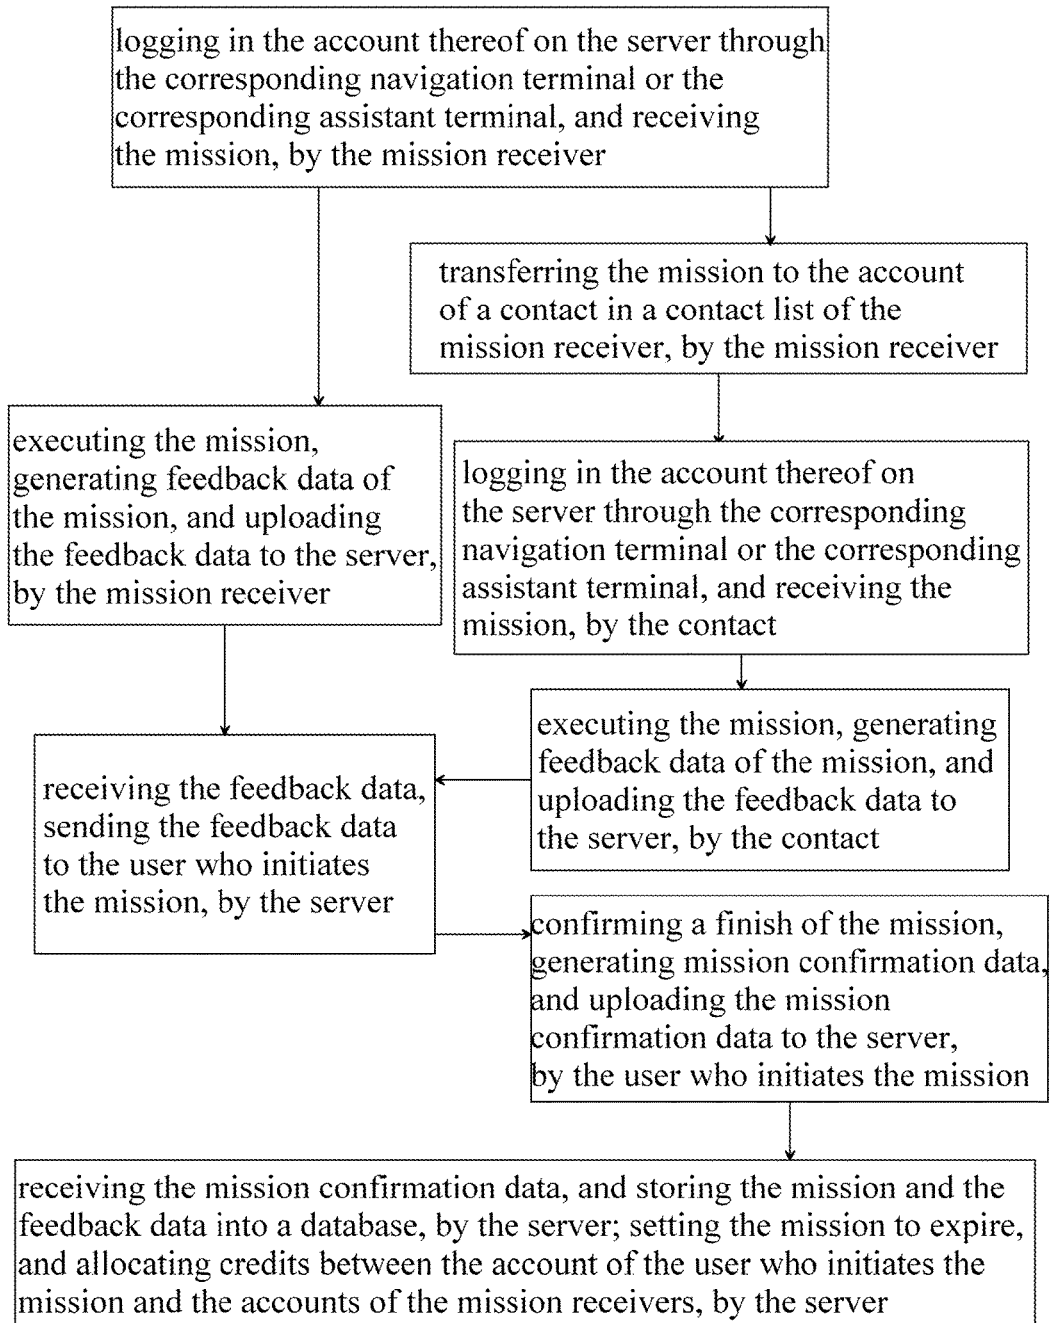 logging in the account thereof on the server through
the corresponding navigation terminal or the
corresponding assistant terminal, and receiving
the mission, by the mission receiver
transferring the mission to the account
of a contact in a contact list of the
mission receiver, by the mission receiver
executing the mission,
generating feedback data of
the mission, and uploading
the feedback data to the server,
by the mission receiver
logging in the account thereof on
the server through the corresponding
navigation terminal or the corresponding
assistant terminal, and receiving the
mission, by the contact
executing the mission, generating
feedback data of the mission, and
uploading the feedback data to
the server, by the contact
receiving the feedback data,
sending the feedback data
to the user who initiates
the mission, by the server
confirming a finish of the mission,
generating mission confirmation data,
and uploading the mission
confirmation data to the server,
by the user who initiates the mission
receiving the mission confirmation data, and storing the mission and the
feedback data into a database, by the server; setting the mission to expire,
and allocating credits between the account of the user who initiates the
mission and the accounts of the mission receivers, by the server